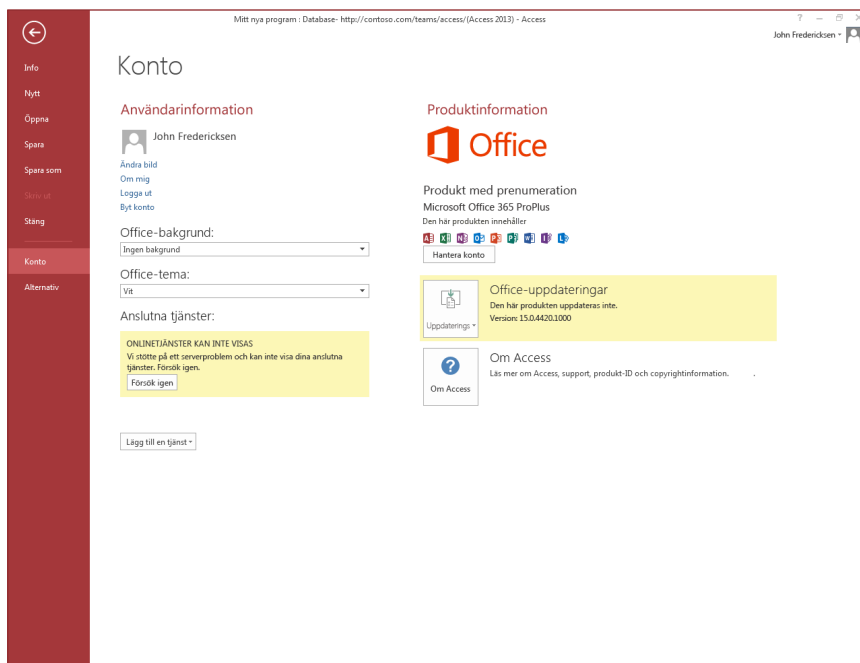 Mitt nya program : Database- http://contoso.com/teams/access/(Access 2013) - Access
John Fredericksen
Info
Nytt
Öppna
Spara
Spara som
Skriv ut
Stäng
Konto
Alternativ
Konto
Användarinformation
John Fredericksen
Ändra bild
Om mig
Logga ut
Byt konto
Office-bakgrund:
Ingen bakgrund
Office-tema:
Vit
Anslutna tjänster:
ONLINETJÄNSTER KAN INTE VISAS
Vi stötte på ett serverproblem och kan inte visa dina anslutna
tjänster. Försök igen.
Försök igen
Lägg till en tjänst
Produktinformation
Office
Produkt med prenumeration
Microsoft Office 365 ProPlus
Den här produkten innehåller
Hantera konto
Uppdaterings
Office-uppdateringar
Den här produkten uppdateras inte.
Version: 15.0.4420.1000
Om Access
Om Access
Läs mer om Access, support, produkt-ID och copyrightinformation.